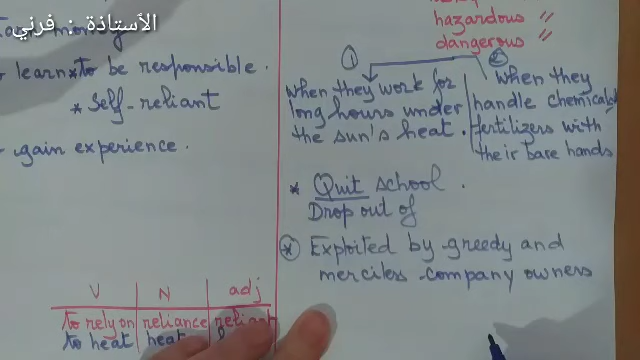 الأستاذة : فرني
learn to be responsible.
* self-reliant
gain experience.
V N adj
to rely on reliance reliant
to heat heat
hazardous "
dangerous "
①
when they work for
long hours under
the sun's heat.
②
when they
handle chemicals
fertilizers with
their bare hands
* Quit school.
Drop out of
* Exploited by greedy and
merciless company owners